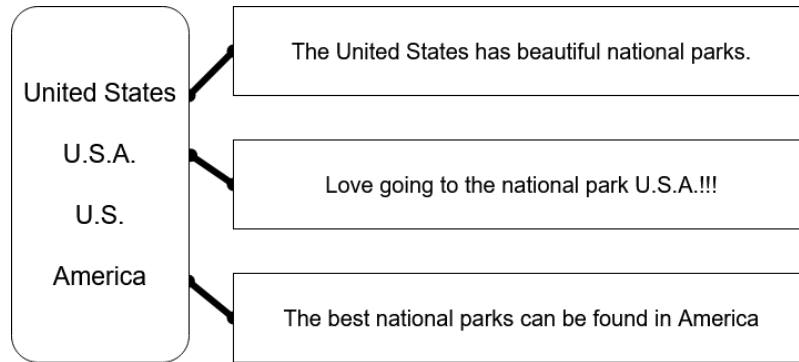 United States
U.S.A.
U.S.
America
The United States has beautiful national parks.
Love going to the national park U.S.A.!!!
The best national parks can be found in America